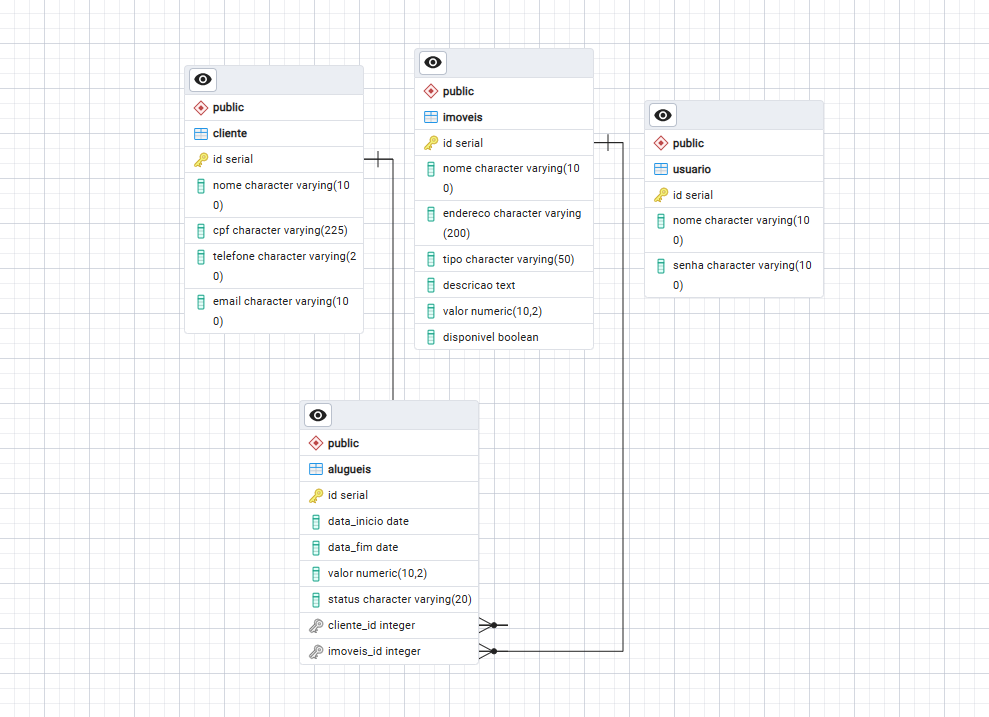 public
cliente
id serial
nome character varying(10
0)
cpf character varying(225)
telefone character varying(2
0)
email character varying(10
0)
public
imoveis
id serial
nome character varying(10
0)
endereco character varying
(200)
tipo character varying(50)
descricao text
valor numeric(10,2)
disponivel boolean
public
usuario
id serial
nome character varying(10
0)
senha character varying(10
0)
public
alugueis
id serial
data_inicio date
data_fim date
valor numeric(10,2)
status character varying(20)
cliente_id integer
imoveis_id integer